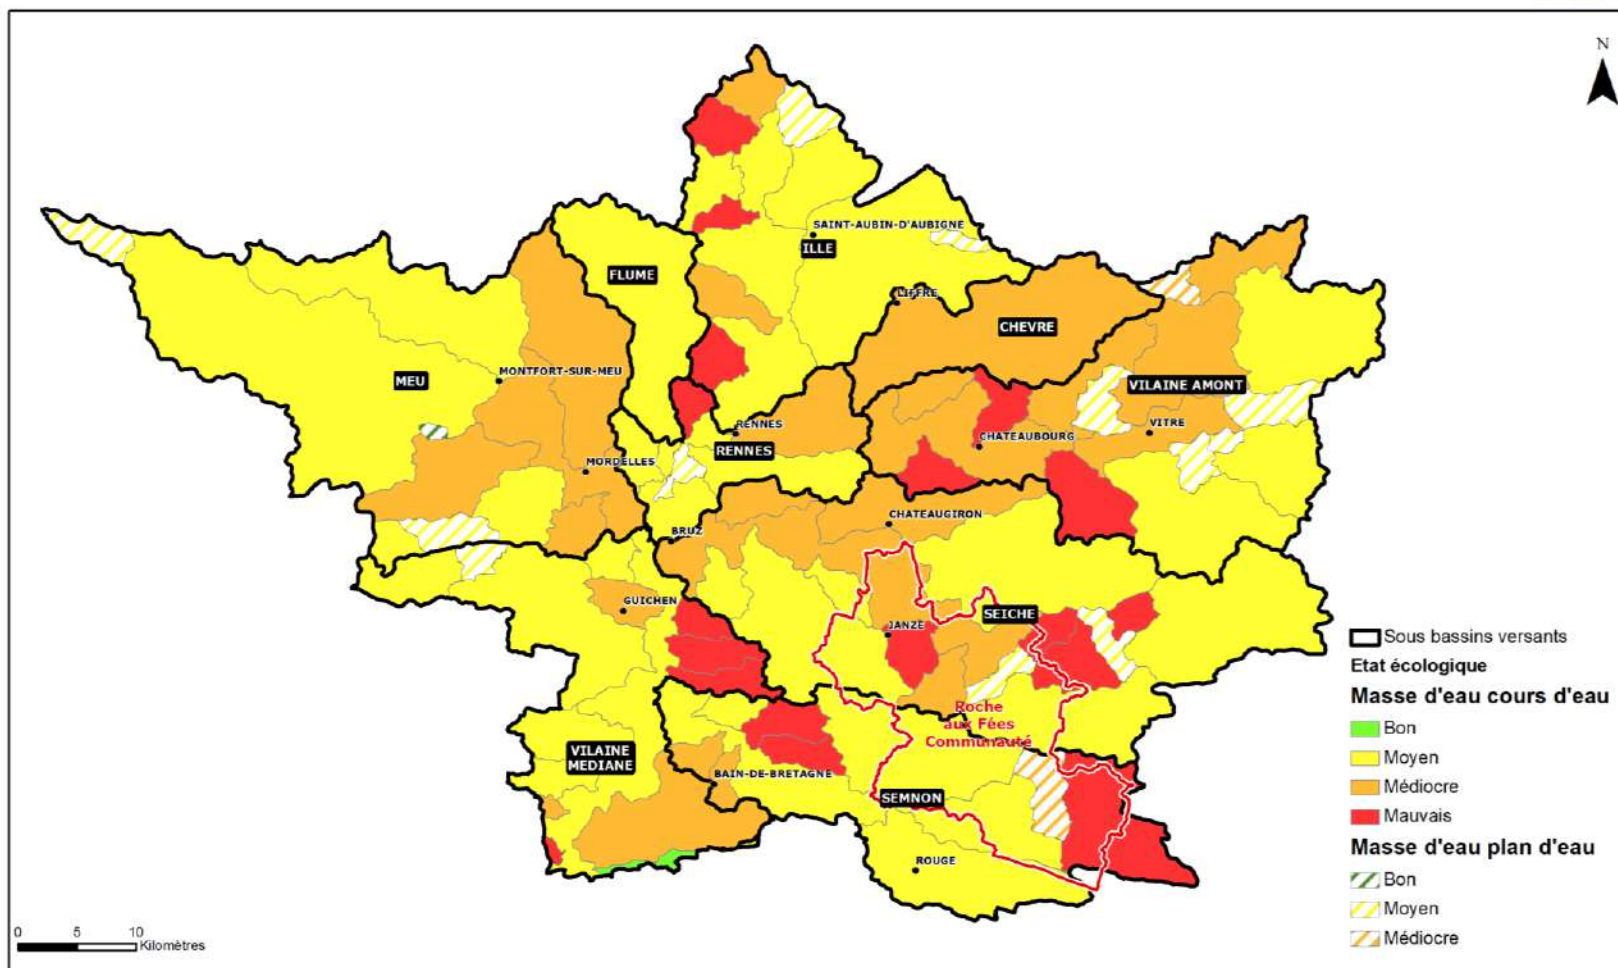 N
SAINT-AUBIN-D'AUBIGNE
ILLE
FLUME
LIFFRE
CHEVRE
MEU
MONTFORT-SUR-MEU
VILAINE AMONT
RENNES
VITRE
RENNES
CHATEAUBOURG
MORDELLES
CHATEAUGIRON
BRUZ
GUICHEN
SEICHE
JANZE
Roche
aux Fées
Communauté
VILAINE
MEDIANE
BAIN-DE-BRETAGNE
SEMNON
ROUGE
Sous bassins versants
Etat écologique
Masse d'eau cours d'eau
Bon
Moyen
Médiocre
Mauvais
Masse d'eau plan d'eau
Bon
Moyen
Médiocre
0 5 10
Kilomètres